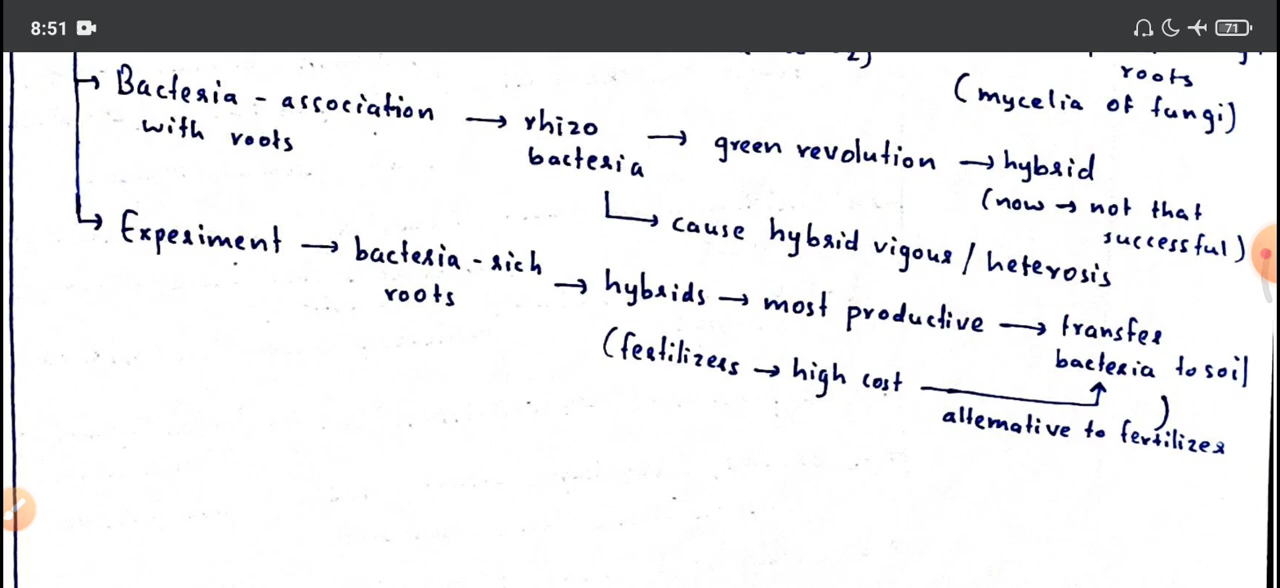 8:51
71
roots
(mycelia of fungi)
Bacteria - association → rhizo → green revolution → hybrid
with roots
bacteria
(now → not that
successful)
cause hybrid vigous / heterosis
Experiment → bacteria-rich → hybrids → most productive → transfer
roots
bacteria to soil
(fertilizers → high cost
alternative to fertilizer
)